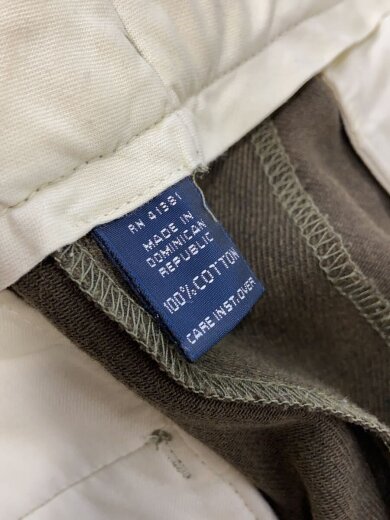 RN 41381
MADE IN
DOMINICAN
REPUBLIC
100% COTTON
CARE INST. OVER